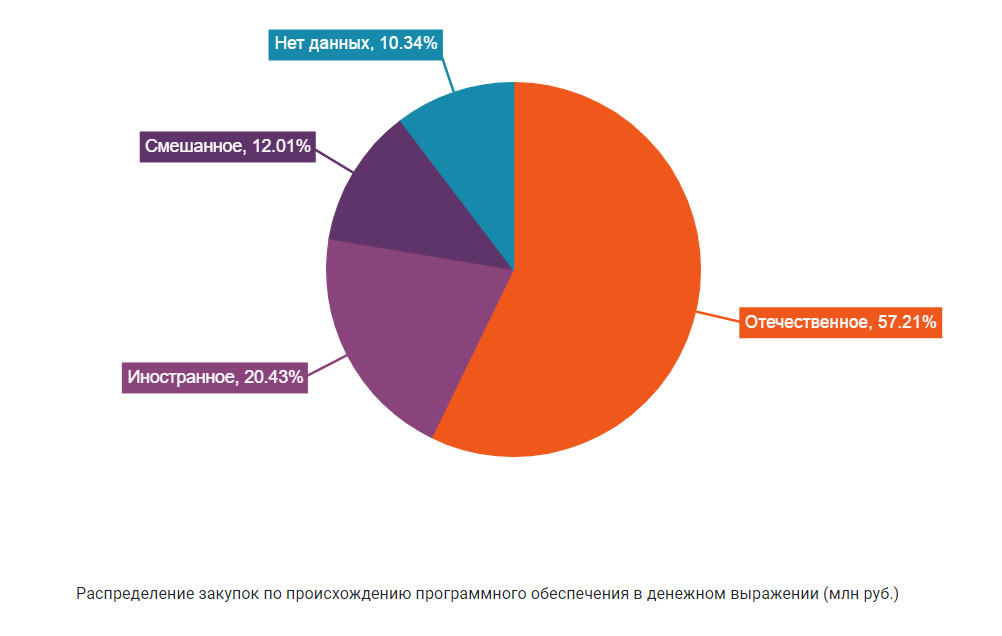 Нет данных, 10.34%
Смешанное, 12.01%
Отечественное, 57.21%
Иностранное, 20.43%
Распределение закупок по происхождению программного обеспечения в денежном выражении (млн руб.)